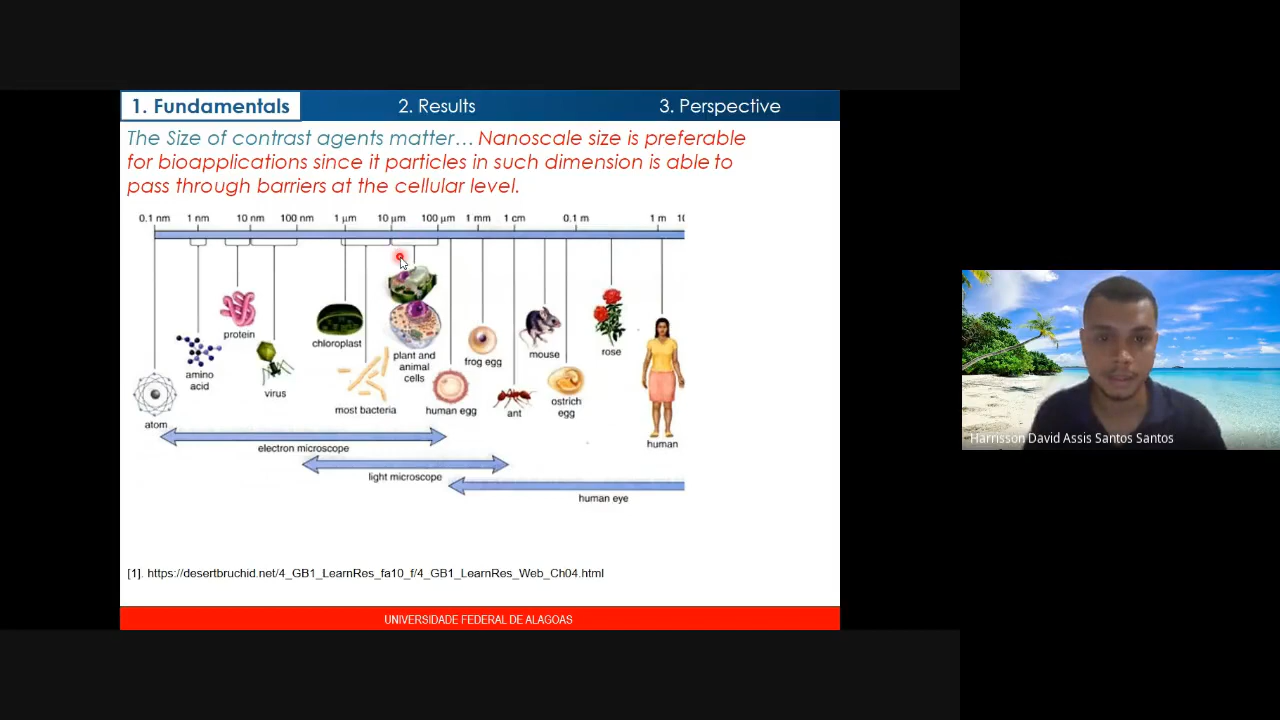 1. Fundamentals
2. Results
3. Perspective
The Size of contrast agents matter… Nanoscale size is preferable
for bioapplications since it particles in such dimension is able to
pass through barriers at the cellular level.
0.1 nm 1 nm 10 nm 100 nm 1 µm 10 µm 100 µm 1 mm 1 cm 0.1 m 1 m 10
protein
amino
acid
virus
atom
chloroplast
plant and
animal
cells
most bacteria
human egg
frog egg
ant
mouse
ostrich
egg
rose
human
electron microscope
light microscope
human eye
[1]. https://desertbruchid.net/4_GB1_LearnRes_fa10_f/4_GB1_LearnRes_Web_Ch04.html
UNIVERSIDADE FEDERAL DE ALAGOAS
Harrisson David Assis Santos Santos